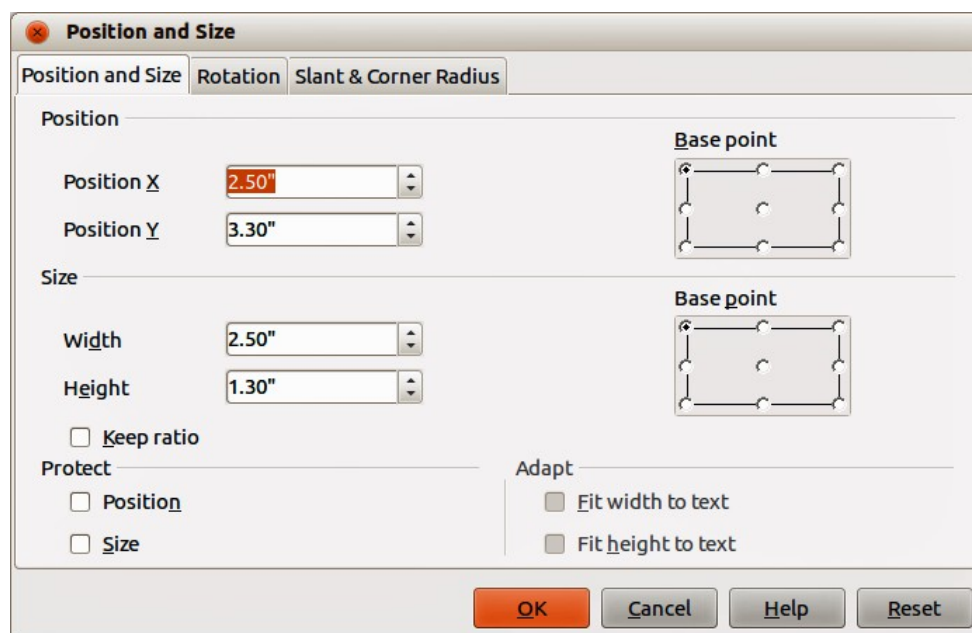 Position and Size
Position and Size Rotation Slant & Corner Radius
Position
Base point
Position X 2.50"
Position Y 3.30"
Size
Base point
Width 2.50"
Height 1.30"
Keep ratio
Protect Adapt
Position Fit width to text
Size Fit height to text
OK Cancel Help Reset